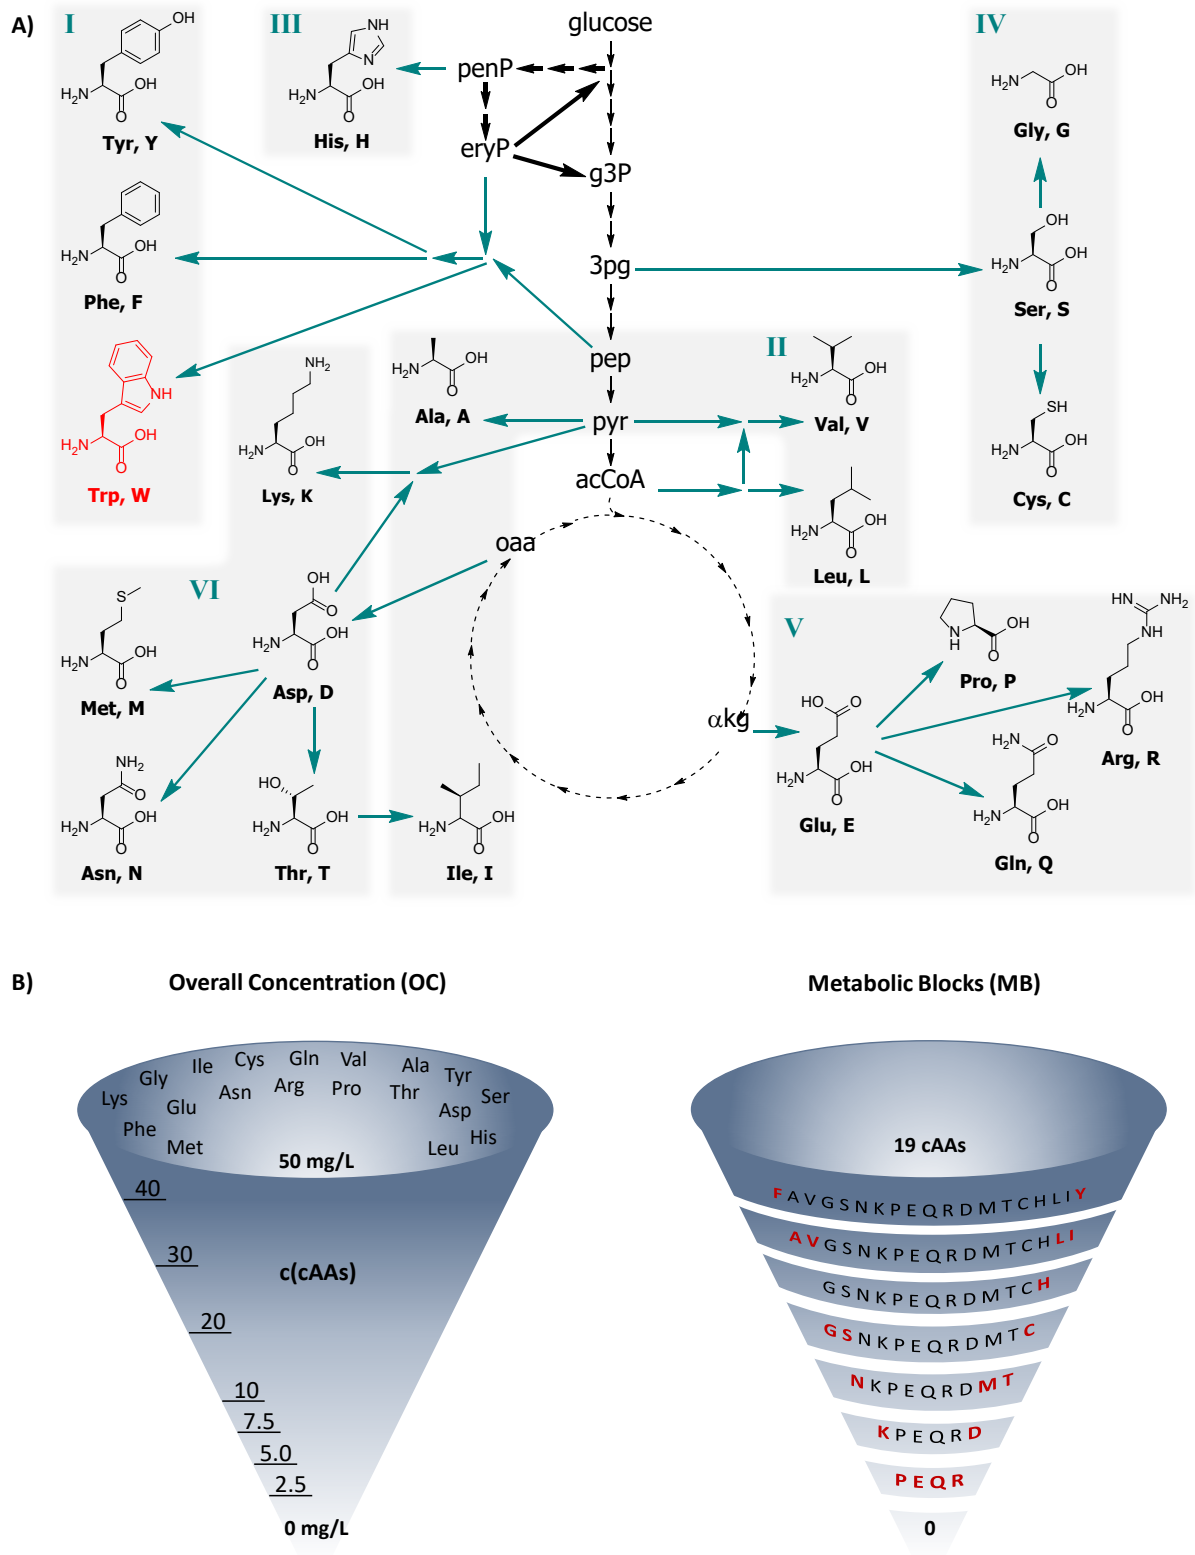 A)
I
III
IV
glucose
penP
eryP
g3P
3pg
pep
pyr
acCoA
oaa
αkg
OH
H₂N
OH
O
Tyr, Y
NH
N
H₂N
OH
O
His, H
H₂N
OH
O
Gly, G
H₂N
OH
O
Phe, F
OH
H₂N
OH
O
Ser, S
NH
H₂N
OH
O
Trp, W
NH₂
H₂N
OH
O
Lys, K
H₂N
OH
O
Ala, A
II
H₂N
OH
O
Val, V
SH
H₂N
OH
O
Cys, C
H₂N
OH
O
Leu, L
VI
S
H₂N
OH
O
Met, M
OH
O
H₂N
OH
O
Asp, D
V
N
H
OH
O
Pro, P
HN
NH₂
NH
H₂N
OH
O
Arg, R
HO
O
H₂N
OH
O
Glu, E
H₂N
O
H₂N
OH
O
Gln, Q
NH₂
O
H₂N
OH
O
Asn, N
HO
H₂N
OH
O
Thr, T
H₂N
OH
O
Ile, I
B)
Overall Concentration (OC)
Metabolic Blocks (MB)
Lys
Gly
Ile
Cys
Gln
Val
Ala
Tyr
Ser
Phe
Glu
Asn
Arg
Pro
Thr
Asp
His
Met
Leu
50 mg/L
40
30
c(cAAs)
20
10
7.5
5.0
2.5
0 mg/L
19 cAAs
FAVGSNKPEQRDMTCHLIY
AVGSNKPEQRDMTCHLI
GSNKPEQRDMTCH
GSNKPEQRDMTC
NKPEQRDMT
KPEQRD
PEQR
0